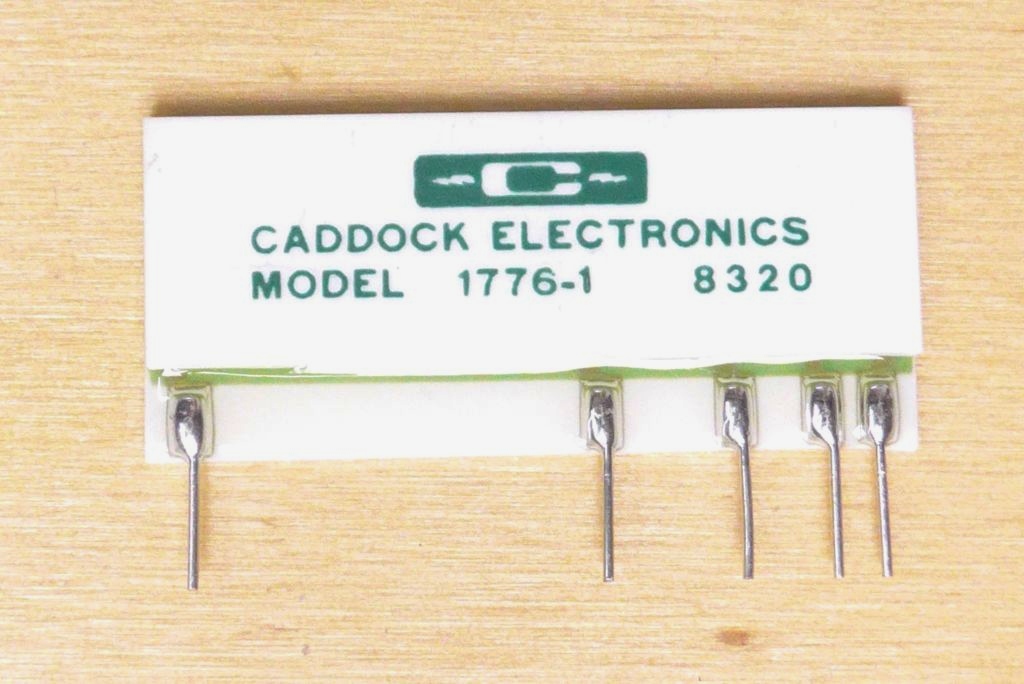 CADDOCK ELECTRONICS
MODEL 1776-1 8320